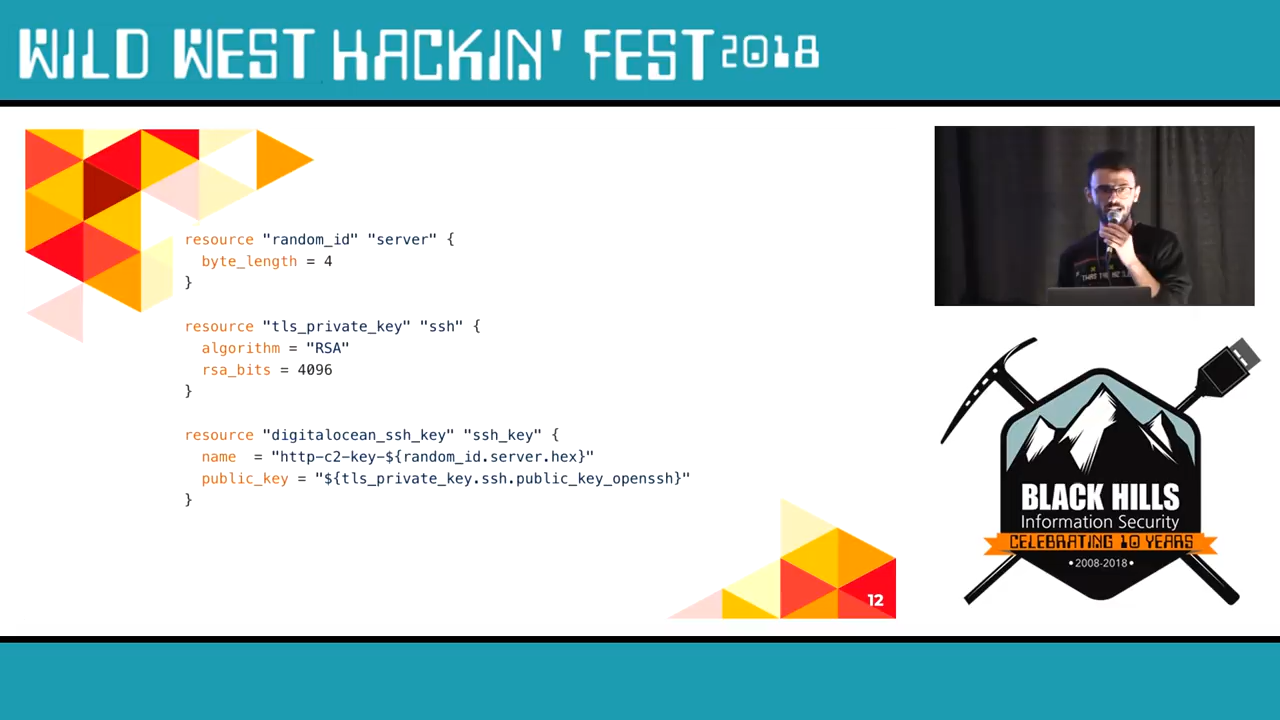 WILD WEST HACKIN' FEST 2018
resource "random_id" "server" {
  byte_length = 4
}
resource "tls_private_key" "ssh" {
  algorithm = "RSA"
  rsa_bits = 4096
}
resource "digitalocean_ssh_key" "ssh_key" {
  name  = "http-c2-key-${random_id.server.hex}"
  public_key = "${tls_private_key.ssh.public_key_openssh}"
}
12
BLACK HILLS
Information Security
CELEBRATING 10 YEARS
•2008-2018•